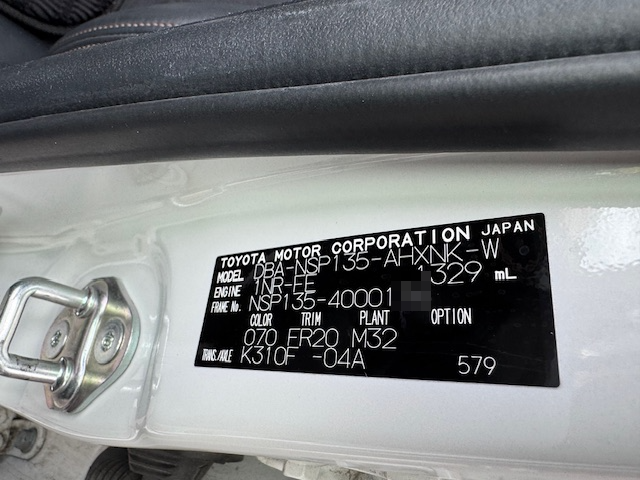 TOYOTA MOTOR CORPORATION JAPAN
MODEL DBA-NSP135-AHXNK-W
ENGINE 1NR-FE 1329 mL
FRAME No. NSP135-40001
COLOR TRIM PLANT OPTION
070 FR20 M32
TRANS./AXLE K310F -04A 579